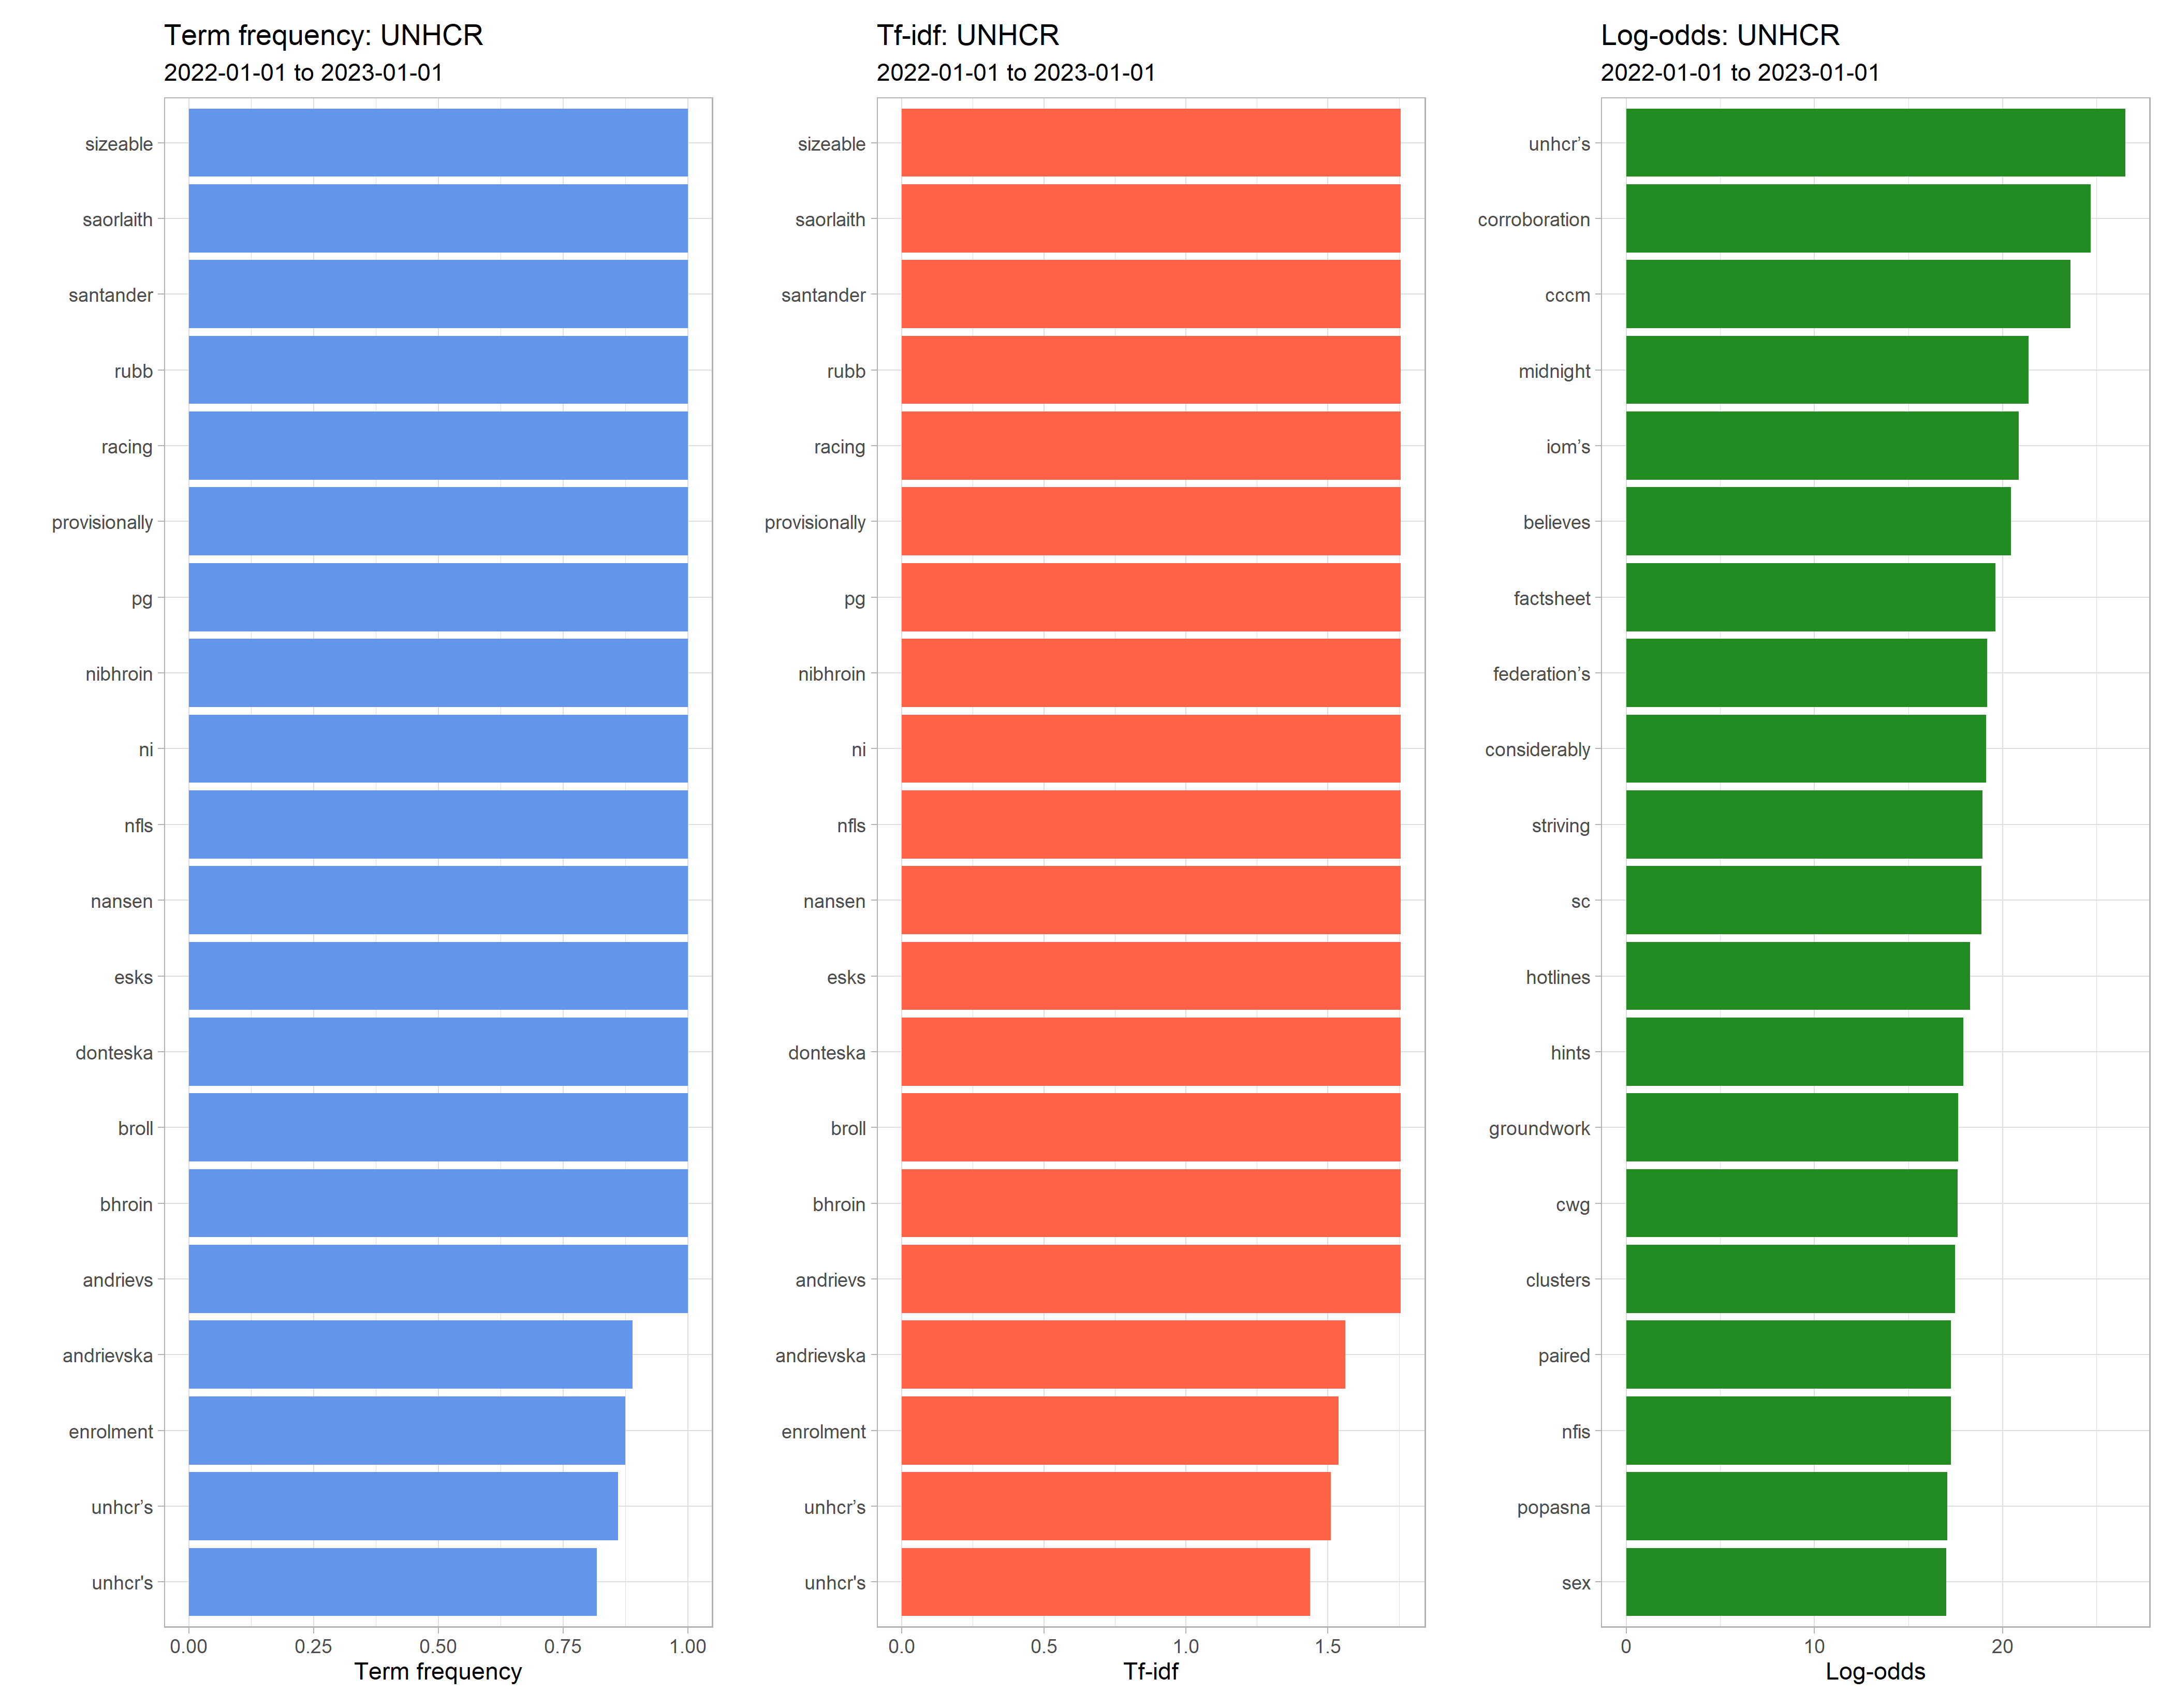 Term frequency: UNHCR
2022-01-01 to 2023-01-01
sizeable
saorlaith
santander
rubb
racing
provisionally
pg
nibhroin
ni
nfls
nansen
esks
donteska
broll
bhroin
andrievs
andrievska
enrolment
unhcr’s
unhcr's
0.00 0.25 0.50 0.75 1.00
Term frequency
Tf-idf: UNHCR
2022-01-01 to 2023-01-01
sizeable
saorlaith
santander
rubb
racing
provisionally
pg
nibhroin
ni
nfls
nansen
esks
donteska
broll
bhroin
andrievs
andrievska
enrolment
unhcr’s
unhcr's
0.0 0.5 1.0 1.5
Tf-idf
Log-odds: UNHCR
2022-01-01 to 2023-01-01
unhcr’s
corroboration
cccm
midnight
iom’s
believes
factsheet
federation’s
considerably
striving
sc
hotlines
hints
groundwork
cwg
clusters
paired
nfis
popasna
sex
0 10 20
Log-odds